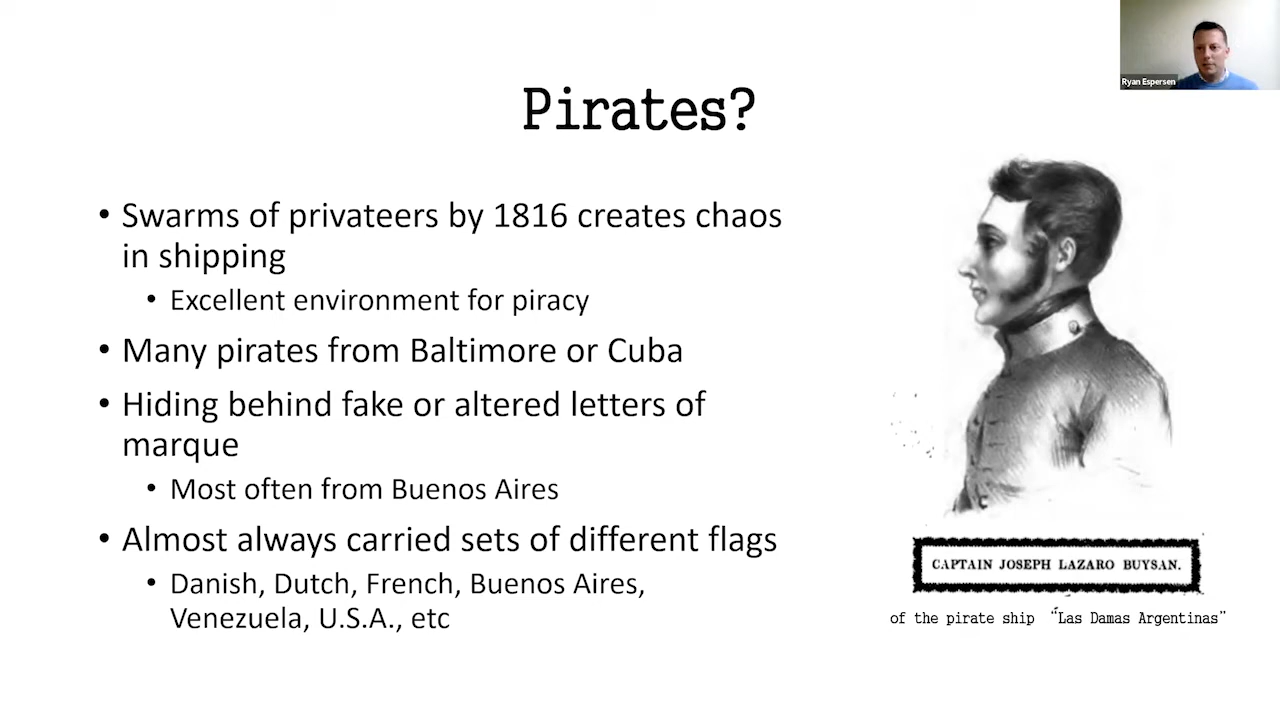 Ryan Espersen
Pirates?
• Swarms of privateers by 1816 creates chaos
in shipping
• Excellent environment for piracy
• Many pirates from Baltimore or Cuba
• Hiding behind fake or altered letters of
marque
• Most often from Buenos Aires
• Almost always carried sets of different flags
• Danish, Dutch, French, Buenos Aires,
Venezuela, U.S.A., etc
CAPTAIN JOSEPH LAZARO BUYSAN.
of the pirate ship “Las Damas Argentinas”